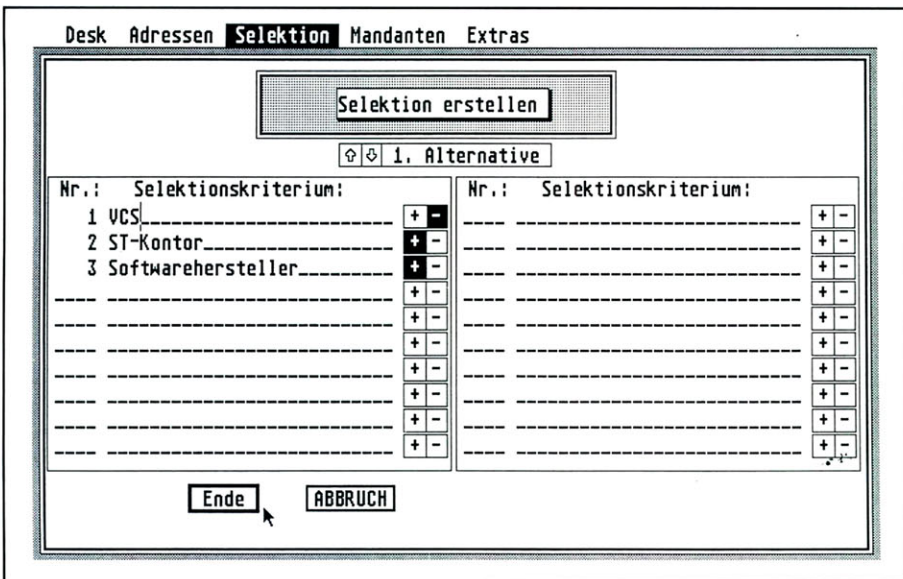 Desk Adressen Selektion Mandanten Extras
Selektion erstellen
⇧ ⇩ 1. Alternative
Nr.: Selektionskriterium: Nr.: Selektionskriterium:
1 VCS + - + -
2 ST-Kontor + - + -
3 Softwarehersteller + - + -
+ - + -
+ - + -
+ - + -
+ - + -
+ - + -
+ - + -
+ - + -
Ende ABBRUCH